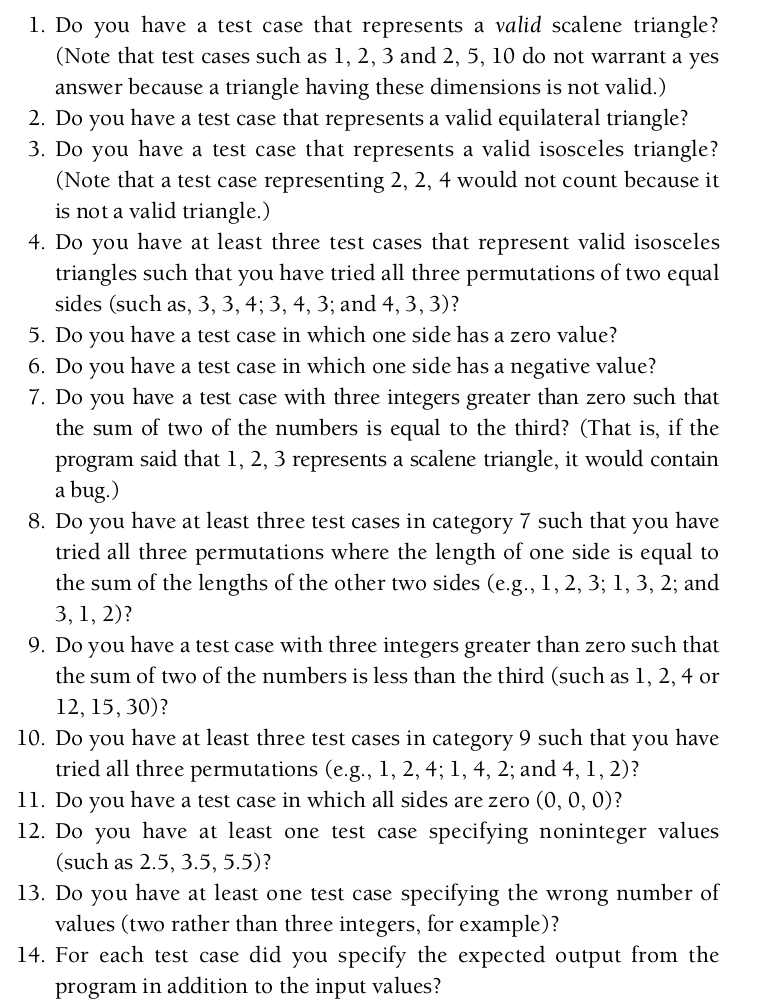 1. Do you have a test case that represents a valid scalene triangle?
(Note that test cases such as 1, 2, 3 and 2, 5, 10 do not warrant a yes
answer because a triangle having these dimensions is not valid.)
2. Do you have a test case that represents a valid equilateral triangle?
3. Do you have a test case that represents a valid isosceles triangle?
(Note that a test case representing 2, 2, 4 would not count because it
is not a valid triangle.)
4. Do you have at least three test cases that represent valid isosceles
triangles such that you have tried all three permutations of two equal
sides (such as, 3, 3, 4; 3, 4, 3; and 4, 3, 3)?
5. Do you have a test case in which one side has a zero value?
6. Do you have a test case in which one side has a negative value?
7. Do you have a test case with three integers greater than zero such that
the sum of two of the numbers is equal to the third? (That is, if the
program said that 1, 2, 3 represents a scalene triangle, it would contain
a bug.)
8. Do you have at least three test cases in category 7 such that you have
tried all three permutations where the length of one side is equal to
the sum of the lengths of the other two sides (e.g., 1, 2, 3; 1, 3, 2; and
3, 1, 2)?
9. Do you have a test case with three integers greater than zero such that
the sum of two of the numbers is less than the third (such as 1, 2, 4 or
12, 15, 30)?
10. Do you have at least three test cases in category 9 such that you have
tried all three permutations (e.g., 1, 2, 4; 1, 4, 2; and 4, 1, 2)?
11. Do you have a test case in which all sides are zero (0, 0, 0)?
12. Do you have at least one test case specifying noninteger values
(such as 2.5, 3.5, 5.5)?
13. Do you have at least one test case specifying the wrong number of
values (two rather than three integers, for example)?
14. For each test case did you specify the expected output from the
program in addition to the input values?